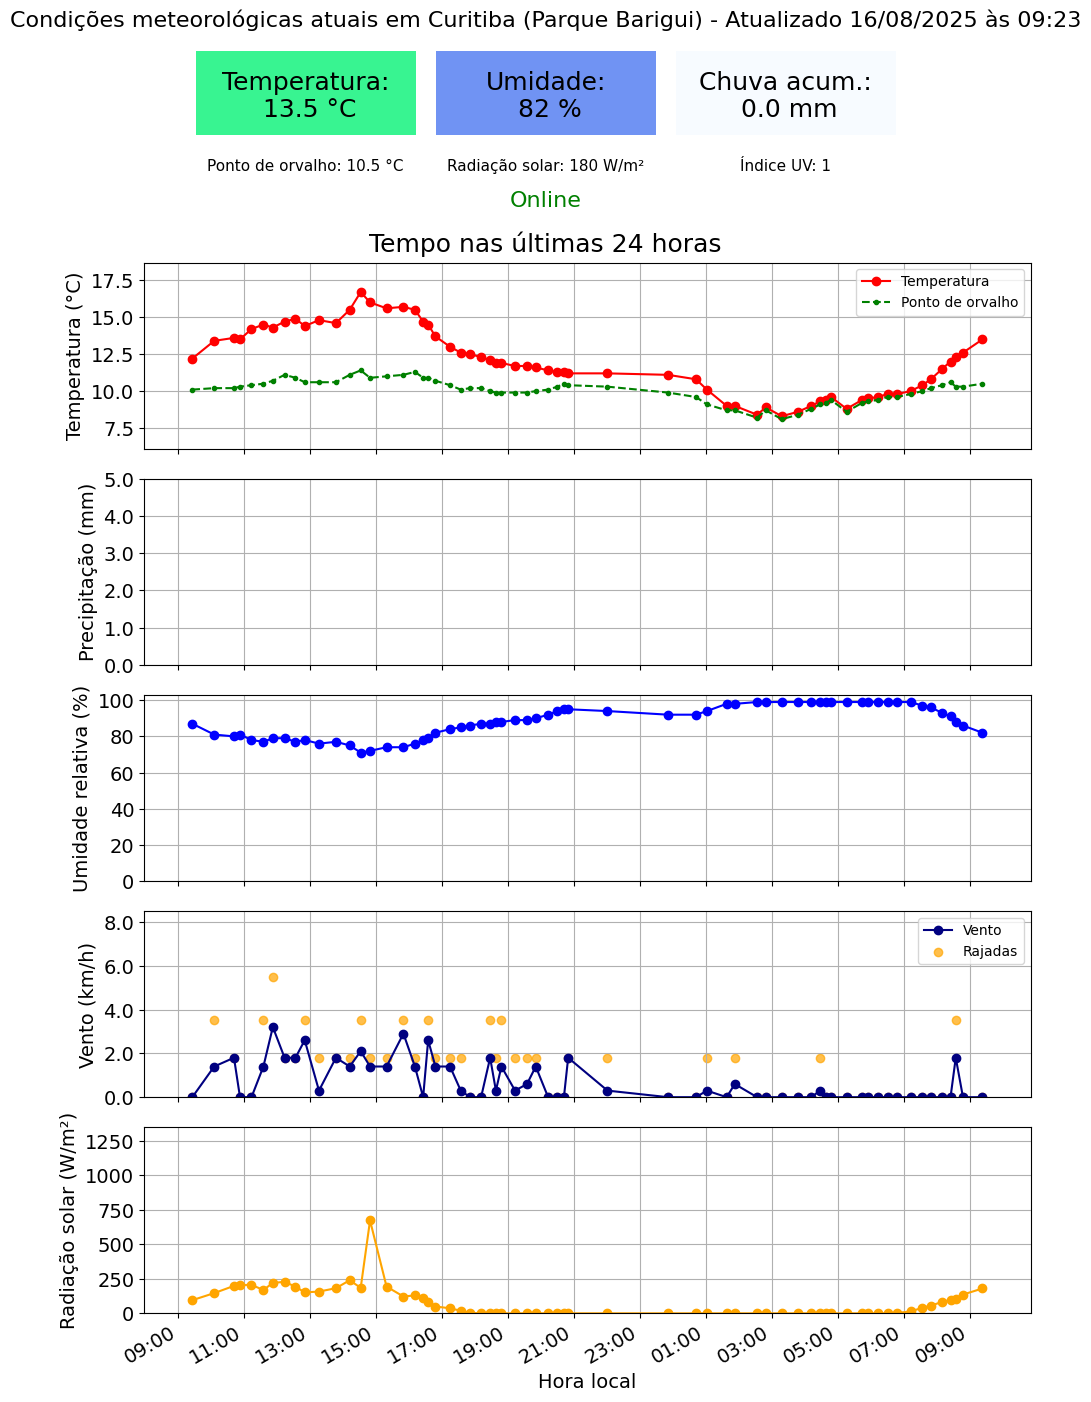 Condições meteorológicas atuais em Curitiba (Parque Barigui) - Atualizado 16/08/2025 às 09:23
Temperatura:
13.5 °C
Umidade:
82 %
Chuva acum.:
0.0 mm
Ponto de orvalho: 10.5 °C
Radiação solar: 180 W/m²
Índice UV: 1
Online
Tempo nas últimas 24 horas
Temperatura (°C)
17.5
15.0
12.5
10.0
7.5
Temperatura
Ponto de orvalho
Precipitação (mm)
5.0
4.0
3.0
2.0
1.0
0.0
Umidade relativa (%)
100
80
60
40
20
0
Vento (km/h)
8.0
6.0
4.0
2.0
0.0
Vento
Rajadas
Radiação solar (W/m²)
1250
1000
750
500
250
0
09:00
11:00
13:00
15:00
17:00
19:00
21:00
23:00
01:00
03:00
05:00
07:00
09:00
Hora local